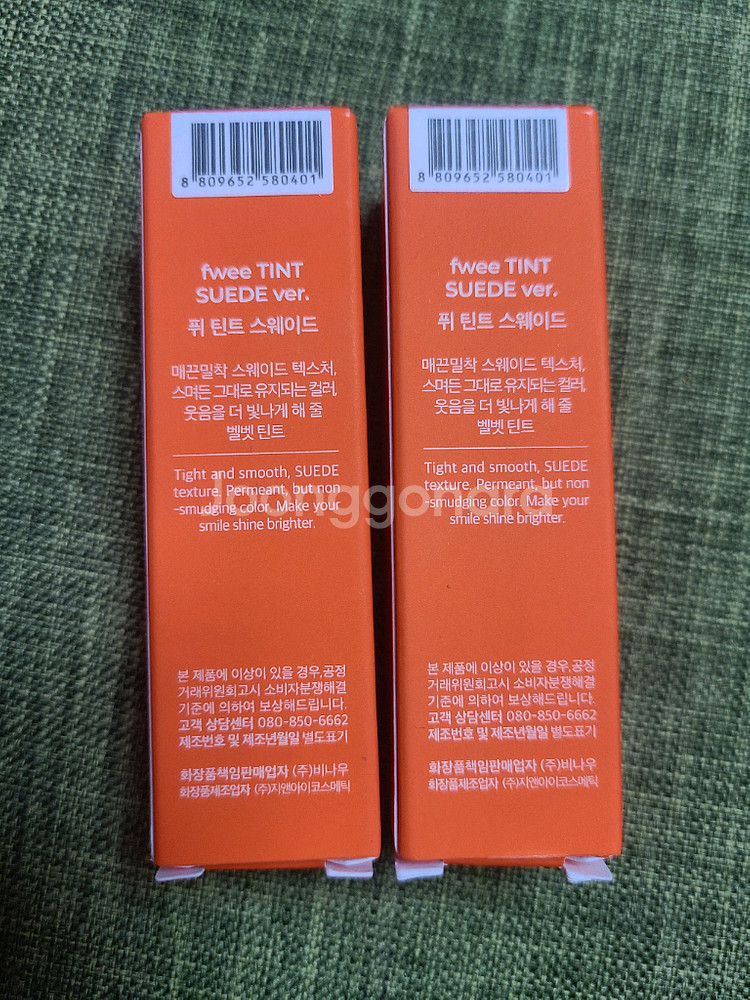 8 809652 580401
fwee TINT
SUEDE ver.
퓌 틴트 스웨이드
매끈밀착 스웨이드 텍스처,
스며든 그대로 유지되는 컬러,
웃음을 더 빛나게 해 줄
벨벳 틴트
Tight and smooth, SUEDE
texture. Permeant, but non
-smudging color. Make your
smile shine brighter.
본 제품에 이상이 있을 경우,공정
거래위원회고시 소비자분쟁해결
기준에 의하여 보상해드립니다.
고객 상담센터 080-850-6662
제조번호 및 제조년월일 별도표기
화장품책임판매업자 (주)비나우
화장품제조업자 (주)지앤아이코스메틱
8 809652 580401
fwee TINT
SUEDE ver.
퓌 틴트 스웨이드
매끈밀착 스웨이드 텍스처,
스며든 그대로 유지되는 컬러,
웃음을 더 빛나게 해 줄
벨벳 틴트
Tight and smooth, SUEDE
texture. Permeant, but non
-smudging color. Make your
smile shine brighter.
본 제품에 이상이 있을 경우,공정
거래위원회고시 소비자분쟁해결
기준에 의하여 보상해드립니다.
고객 상담센터 080-850-6662
제조번호 및 제조년월일 별도표기
화장품책임판매업자 (주)비나우
화장품제조업자 (주)지앤아이코스메틱
Joonggonara